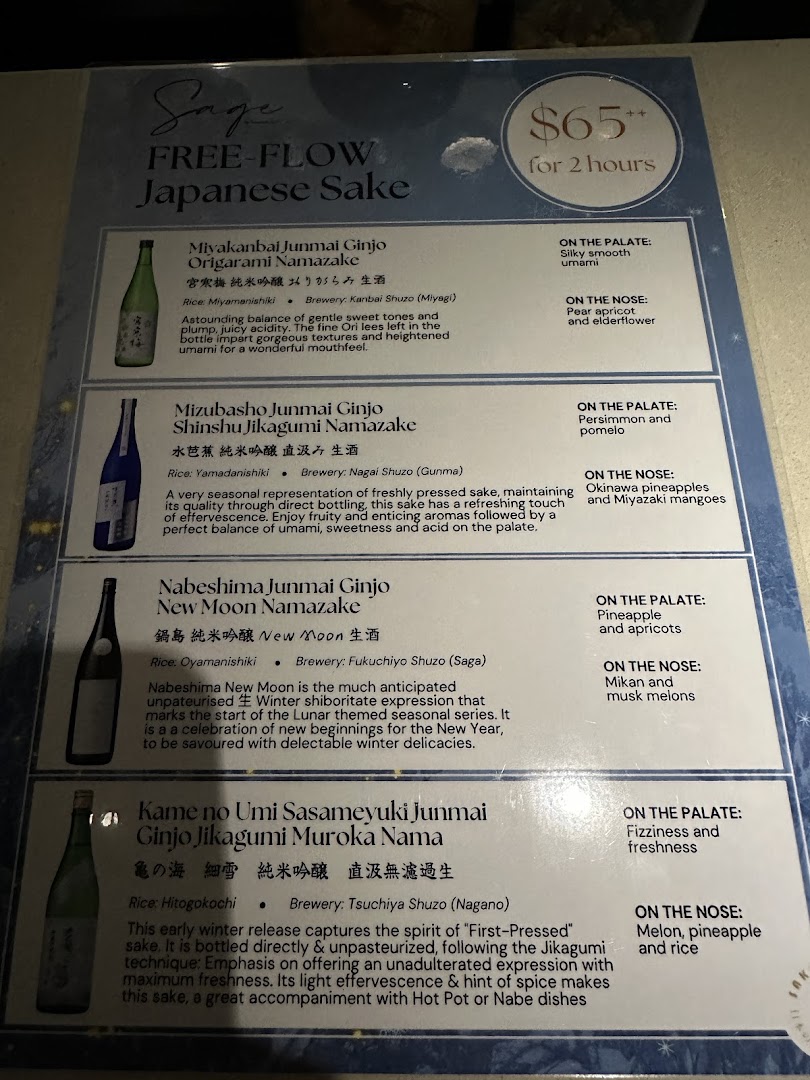 Sage
FREE-FLOW
Japanese Sake
$65++
for 2 hours
Miyakanbai Junmai Ginjo
Origarami Namazake
宮寒梅 純米吟醸 おりがらみ 生酒
Rice: Miyamanishiki • Brewery: Kanbai Shuzo (Miyagi)
Astounding balance of gentle sweet tones and
plump, juicy acidity. The fine Ori lees left in the
bottle impart gorgeous textures and heightened
umami for a wonderful mouthfeel.
ON THE PALATE:
Silky smooth
umami
ON THE NOSE:
Pear apricot
and elderflower
Mizubasho Junmai Ginjo
Shinshu Jikagumi Namazake
水芭蕉 純米吟醸 直汲み 生酒
Rice: Yamadanishiki • Brewery: Nagai Shuzo (Gunma)
A very seasonal representation of freshly pressed sake, maintaining
its quality through direct bottling, this sake has a refreshing touch
of effervescence. Enjoy fruity and enticing aromas followed by a
perfect balance of umami, sweetness and acid on the palate.
ON THE PALATE:
Persimmon and
pomelo
ON THE NOSE:
Okinawa pineapples
and Miyazaki mangoes
Nabeshima Junmai Ginjo
New Moon Namazake
鍋島 純米吟醸 New Moon 生酒
Rice: Oyamanishiki • Brewery: Fukuchiyo Shuzo (Saga)
Nabeshima New Moon is the much anticipated
unpateurised 生 Winter shiboritate expression that
marks the start of the Lunar themed seasonal series. It
is a a celebration of new beginnings for the New Year,
to be savoured with delectable winter delicacies.
ON THE PALATE:
Pineapple
and apricots
ON THE NOSE:
Mikan and
musk melons
Kame no Umi Sasameyuki Junmai
Ginjo Jikagumi Muroka Nama
亀の海 細雪 純米吟醸 直汲無濾過生
Rice: Hitogokochi • Brewery: Tsuchiya Shuzo (Nagano)
This early winter release captures the spirit of "First-Pressed"
sake. It is bottled directly & unpasteurized, following the Jikagumi
technique: Emphasis on offering an unadulterated expression with
maximum freshness. Its light effervescence & hint of spice makes
this sake, a great accompaniment with Hot Pot or Nabe dishes
ON THE PALATE:
Fizziness and
freshness
ON THE NOSE:
Melon, pineapple
and rice